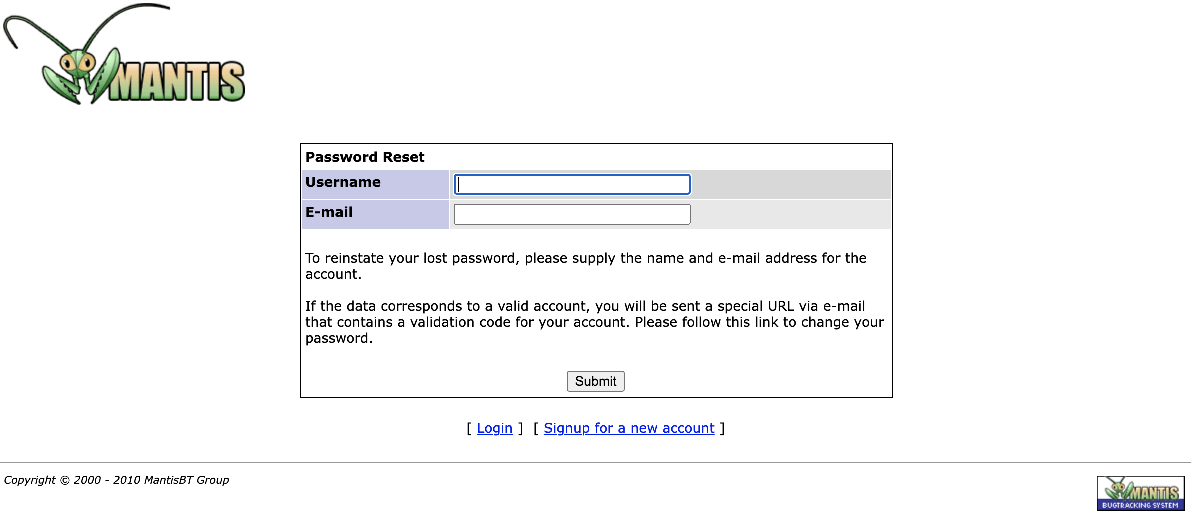 MANTIS
Password Reset
Username
E-mail
To reinstate your lost password, please supply the name and e-mail address for the
account.
If the data corresponds to a valid account, you will be sent a special URL via e-mail
that contains a validation code for your account. Please follow this link to change your
password.
Submit
[ Login ] [ Signup for a new account ]
Copyright © 2000 - 2010 MantisBT Group
MANTIS
BUGTRACKING SYSTEM